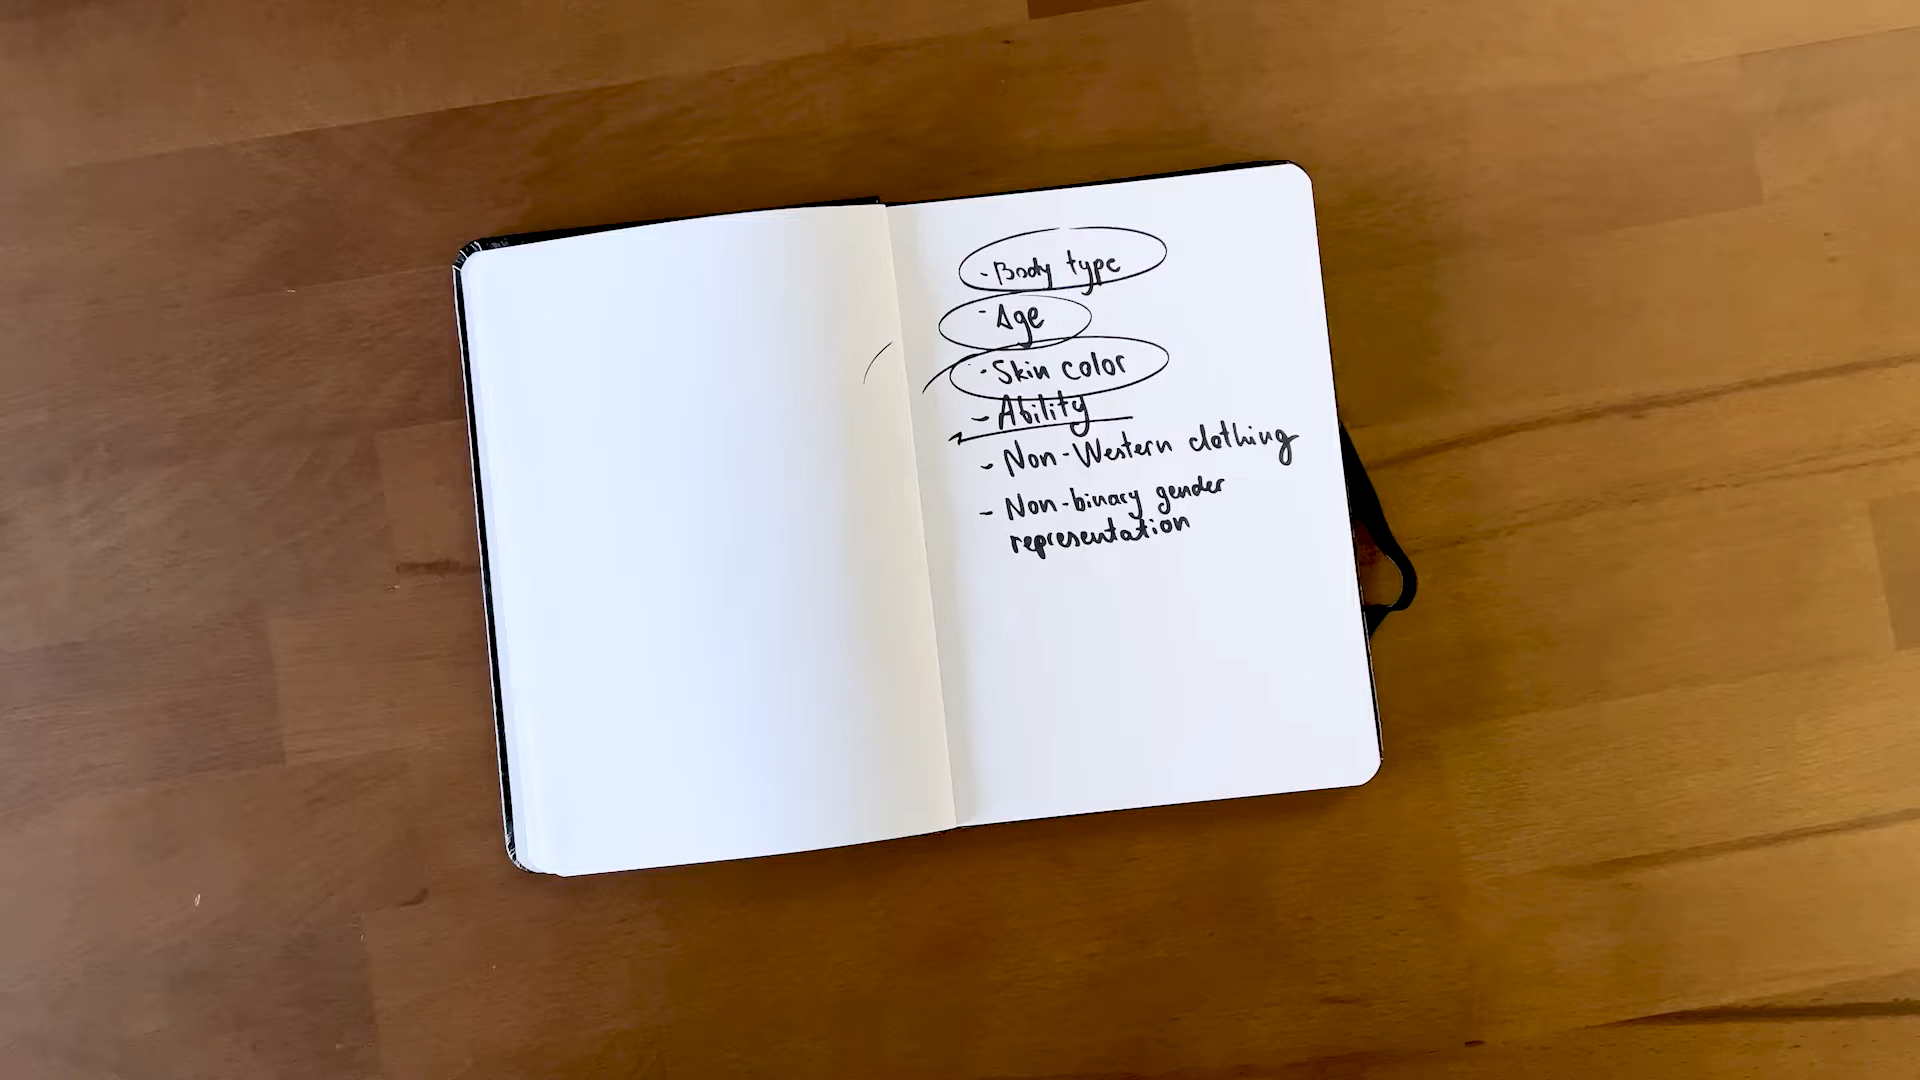 - Body type
- Age
- Skin color
- Ability
- Non-Western clothing
- Non-binary gender
representation